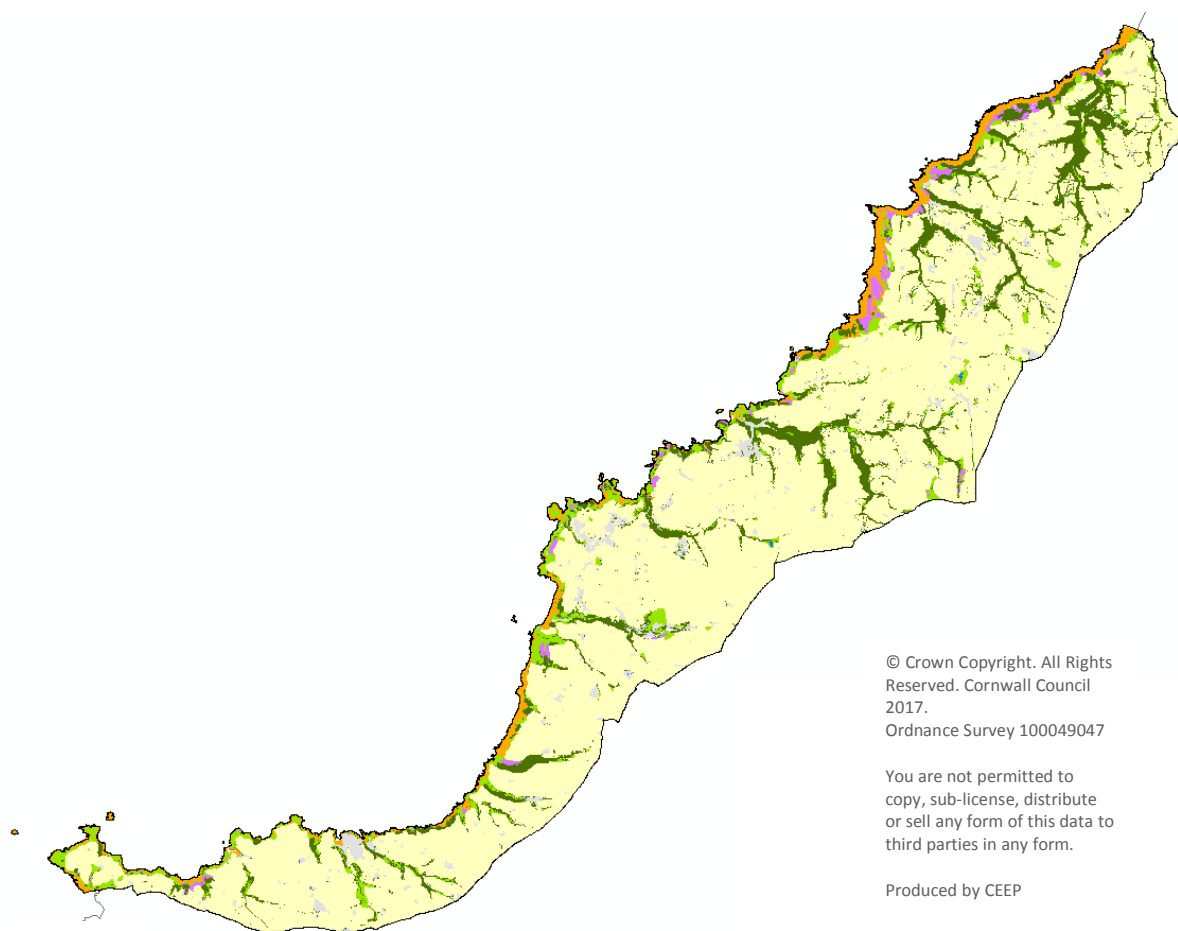 © Crown Copyright. All Rights
Reserved. Cornwall Council
2017.
Ordnance Survey 100049047
You are not permitted to
copy, sub-license, distribute
or sell any form of this data to
third parties in any form.
Produced by CEEP